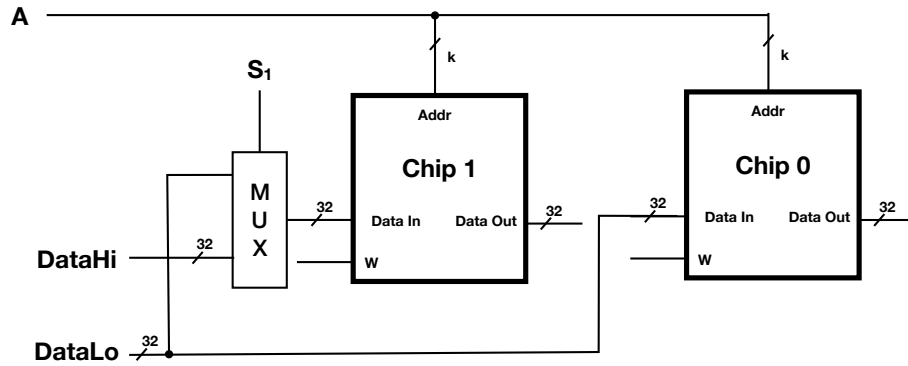 A
k
k
S1
Addr
Addr
Chip 1
Chip 0
M
U
X
32
Data In
Data Out
32
32
Data In
Data Out
32
DataHi
32
W
W
DataLo
32